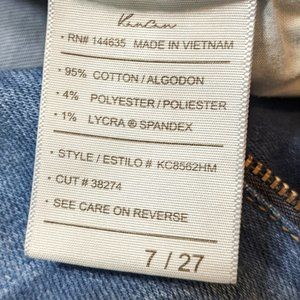 KanCan
• RN# 144635 MADE IN VIETNAM
• 95% COTTON / ALGODON
• 4% POLYESTER / POLIESTER
• 1% LYCRA ® SPANDEX
• STYLE / ESTILO # KC8562HM
• CUT # 38274
• SEE CARE ON REVERSE
7 / 27